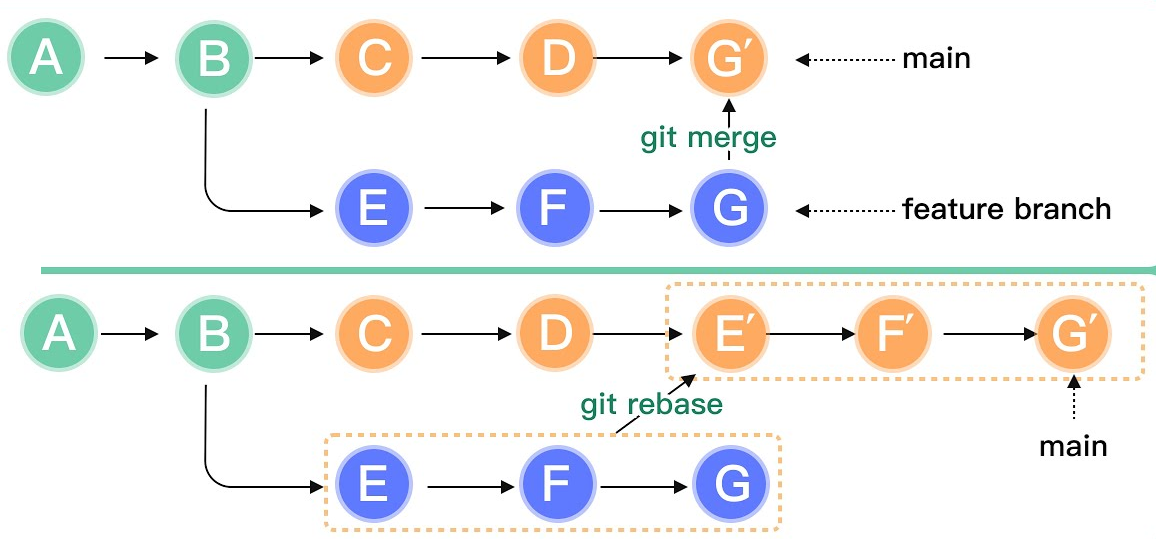 A B C D G′ main
git merge
E F G feature branch
A B C D E′ F′ G′
git rebase
main
E F G